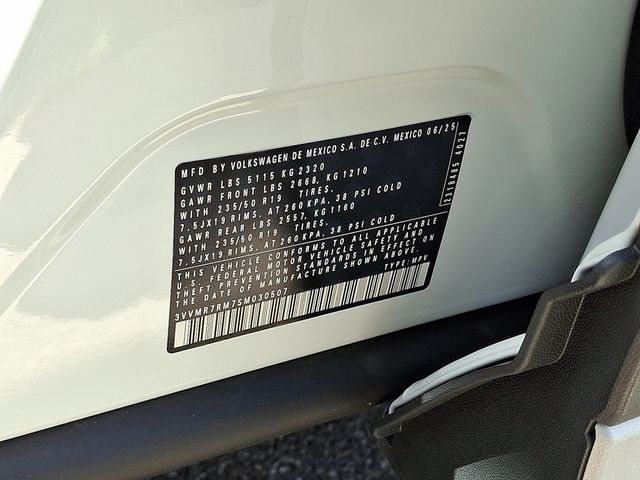 MFD BY VOLKSWAGEN DE MEXICO S.A. DE C.V. MEXICO 06/25
GVWR LBS 5115 KG 2320
GAWR FRONT LBS 2668, KG 1210
WITH 235/50 R19 TIRES,
7.5JX19 RIMS, AT 260 KPA, 38 PSI COLD
GAWR REAR LBS 2557, KG 1160
WITH 235/50 R19 TIRES,
7.5JX19 RIMS, AT 260 KPA, 38 PSI COLD
THIS VEHICLE CONFORMS TO ALL APPLICABLE
U.S. FEDERAL MOTOR VEHICLE SAFETY AND
THEFT PREVENTION STANDARDS IN EFFECT ON
THE DATE OF MANUFACTURE SHOWN ABOVE.
3VVMR7RM7SM030507 TYPE: MPV
2318485 4027